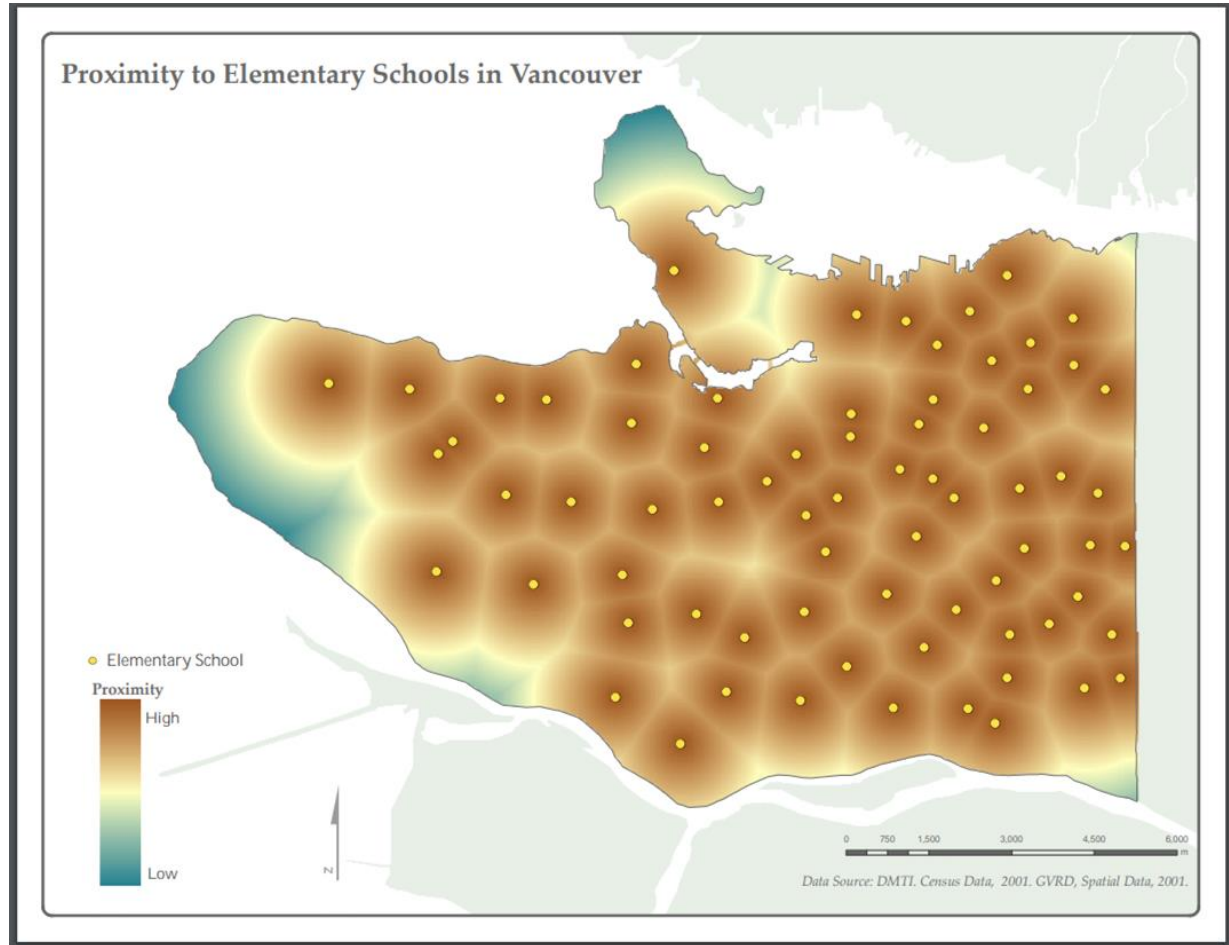 Proximity to Elementary Schools in Vancouver
Elementary School
Proximity
High
Low
N
0 750 1,500 3,000 4,500 6,000
m
Data Source: DMTI. Census Data, 2001. GVRD, Spatial Data, 2001.